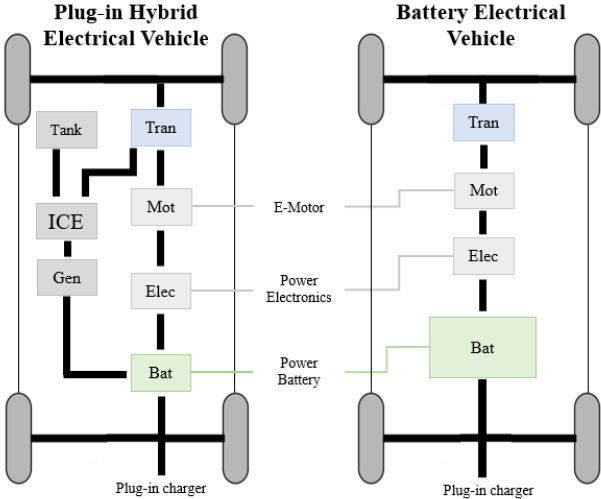 Plug-in Hybrid
Electrical Vehicle
Battery Electrical
Vehicle
Tank
Tran
ICE
Mot
Gen
Elec
Bat
E-Motor
Power
Electronics
Power
Battery
Tran
Mot
Elec
Bat
Plug-in charger
Plug-in charger